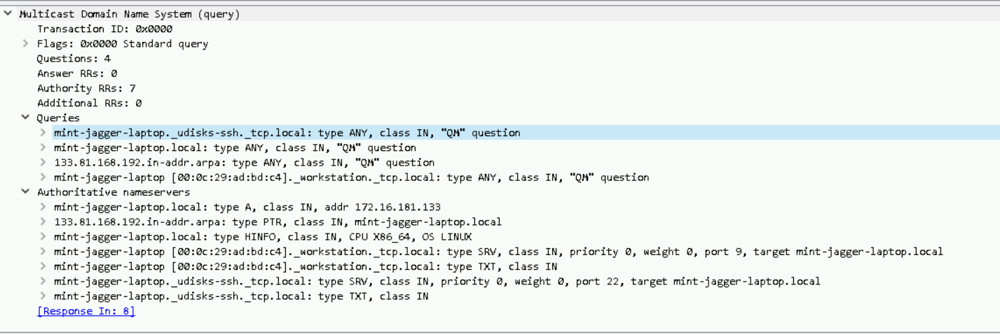 Multicast Domain Name System (query)
Transaction ID: 0x0000
Flags: 0x0000 Standard query
Questions: 4
Answer RRs: 0
Authority RRs: 7
Additional RRs: 0
Queries
mint-jagger-laptop._udisks-ssh._tcp.local: type ANY, class IN, "QM" question
mint-jagger-laptop.local: type ANY, class IN, "QM" question
133.81.168.192.in-addr.arpa: type ANY, class IN, "QM" question
mint-jagger-laptop [00:0c:29:ad:bd:c4]._workstation._tcp.local: type ANY, class IN, "QM" question
Authoritative nameservers
mint-jagger-laptop.local: type A, class IN, addr 172.16.181.133
133.81.168.192.in-addr.arpa: type PTR, class IN, mint-jagger-laptop.local
mint-jagger-laptop.local: type HINFO, class IN, CPU X86_64, OS LINUX
mint-jagger-laptop [00:0c:29:ad:bd:c4]._workstation._tcp.local: type SRV, class IN, priority 0, weight 0, port 9, target mint-jagger-laptop.local
mint-jagger-laptop [00:0c:29:ad:bd:c4]._workstation._tcp.local: type TXT, class IN
mint-jagger-laptop._udisks-ssh._tcp.local: type SRV, class IN, priority 0, weight 0, port 22, target mint-jagger-laptop.local
mint-jagger-laptop._udisks-ssh._tcp.local: type TXT, class IN
[Response In: 8]